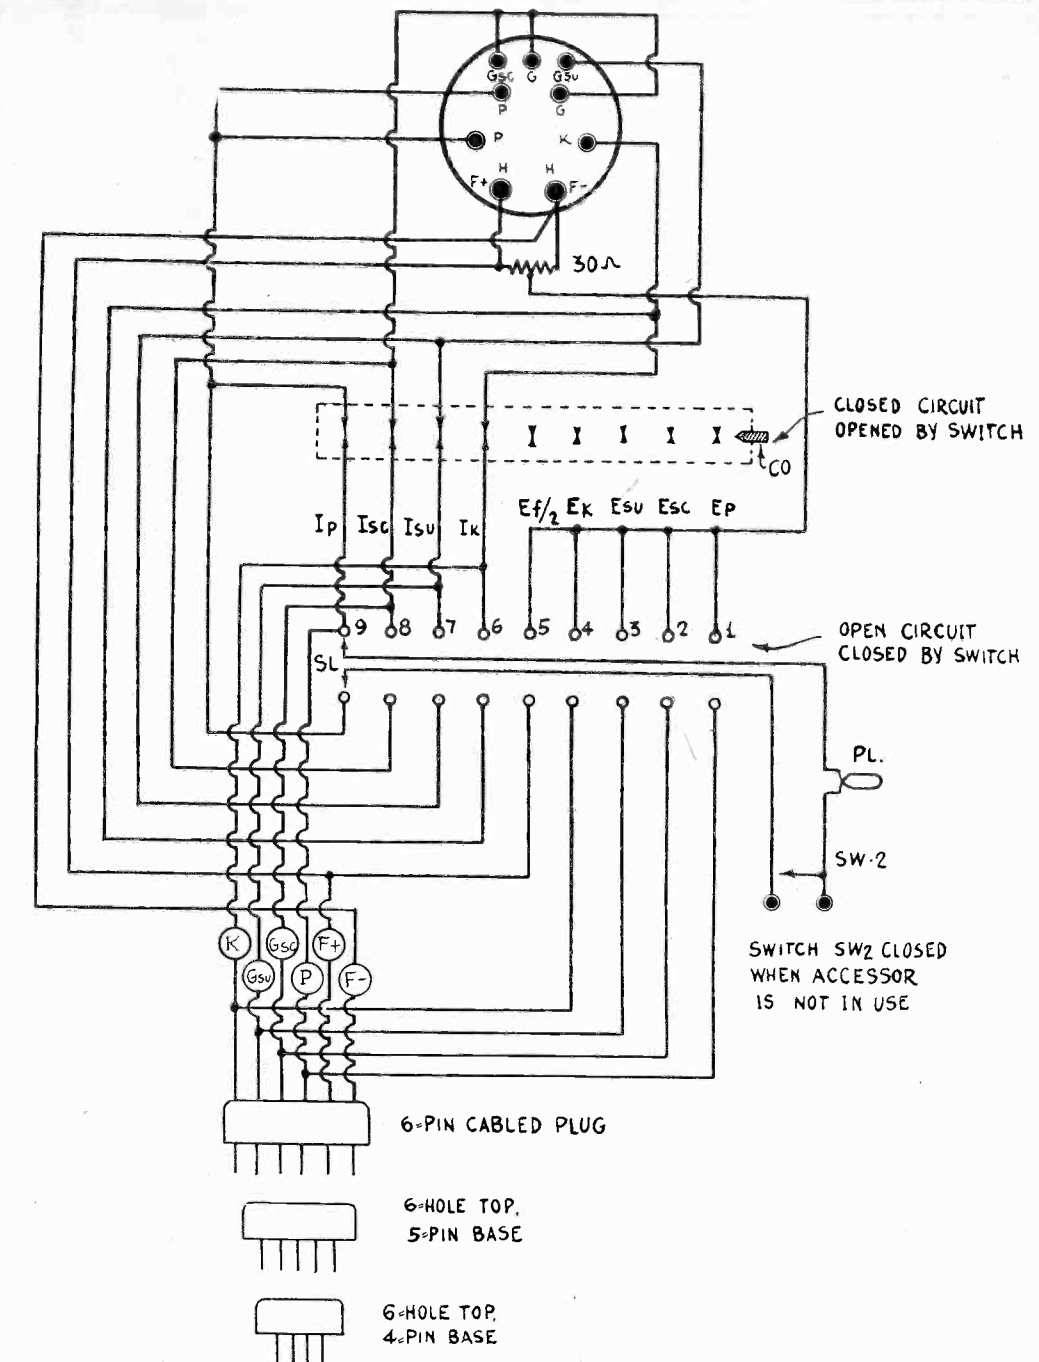 GSC G GSU
P G
P K
H H
F+ F-
30Ω
CLOSED CIRCUIT
OPENED BY SWITCH
CO
Ip Isc Isu Ik Ef/2 Ek Esu Esc Ep
9 8 7 6 5 4 3 2 1
OPEN CIRCUIT
CLOSED BY SWITCH
SL
PL.
SW-2
K Gsc F+
Gsu P F-
SWITCH SW2 CLOSED
WHEN ACCESSOR
IS NOT IN USE
6-PIN CABLED PLUG
6-HOLE TOP,
5-PIN BASE
6-HOLE TOP,
4-PIN BASE